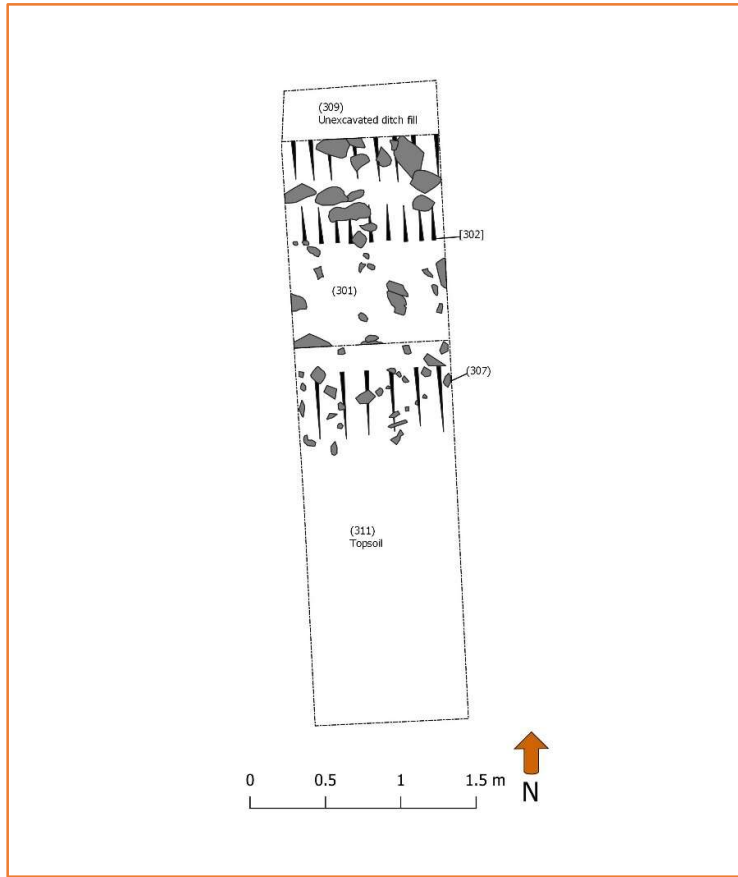 (309)
Unexcavated ditch fill
[302]
(301)
(307)
(311)
Topsoil
0 0.5 1 1.5 m
N